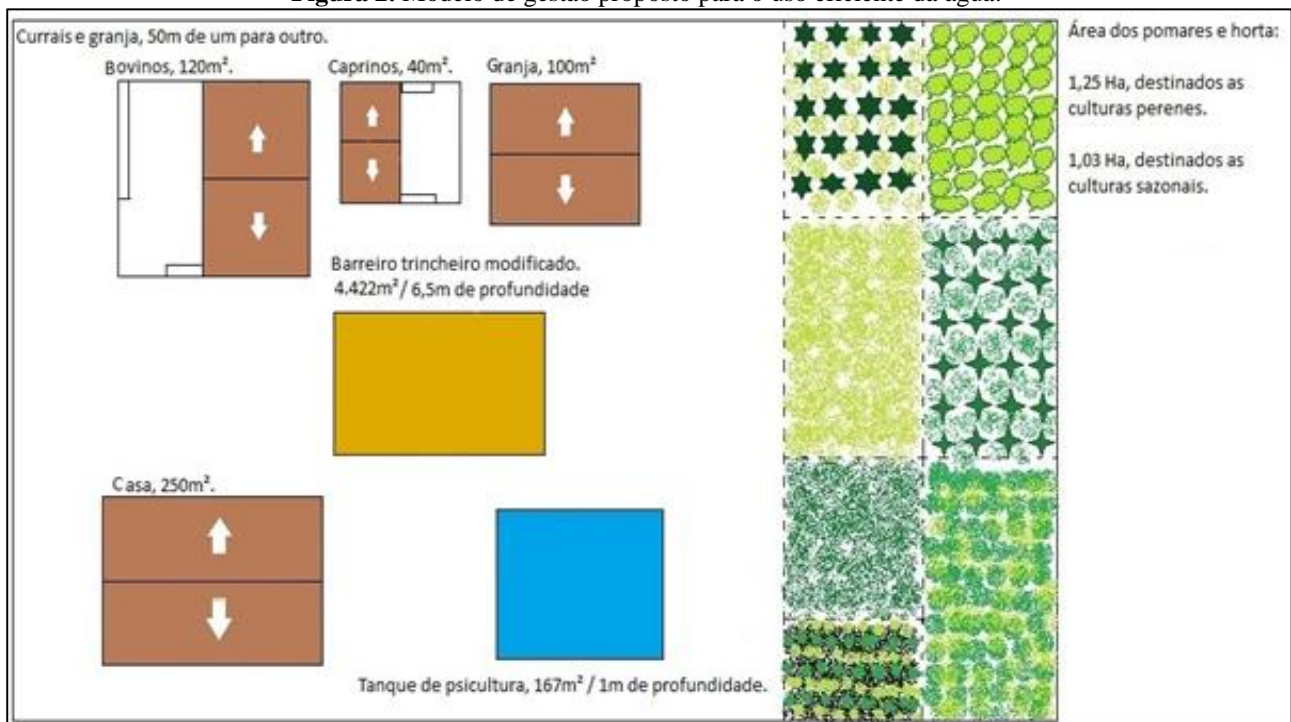 Figura 2. Modelo de gestão proposto para o uso eficiente da água.
Currais e granja, 50m de um para outro.
Bovinos, 120m².
Caprinos, 40m².
Granja, 100m²
Barreiro trincheiro modificado.
4.422m²/ 6,5m de profundidade
Casa, 250m².
Tanque de psicultura, 167m² / 1m de profundidade.
Área dos pomares e horta:
1,25 Ha, destinados as
culturas perenes.
1,03 Ha, destinados as
culturas sazonais.